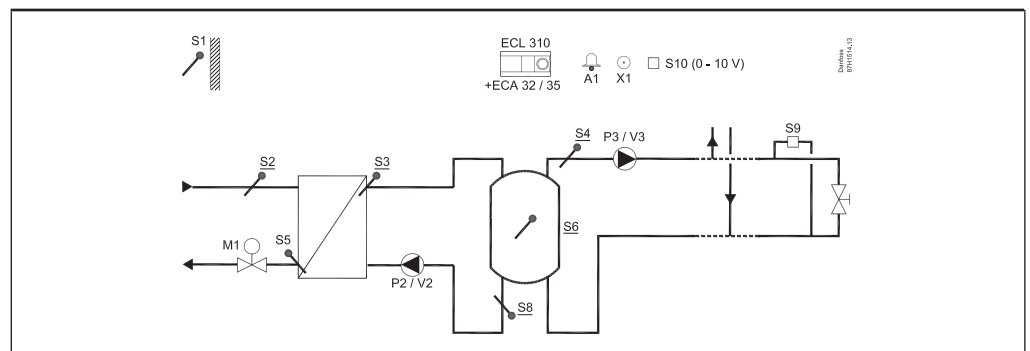 S1
ECL 310
+ECA 32 / 35
A1
X1
S10 (0 - 10 V)
Danfoss
87H1514.13
S2
S3
S4
P3 / V3
S9
S6
M1
S5
P2 / V2
S8